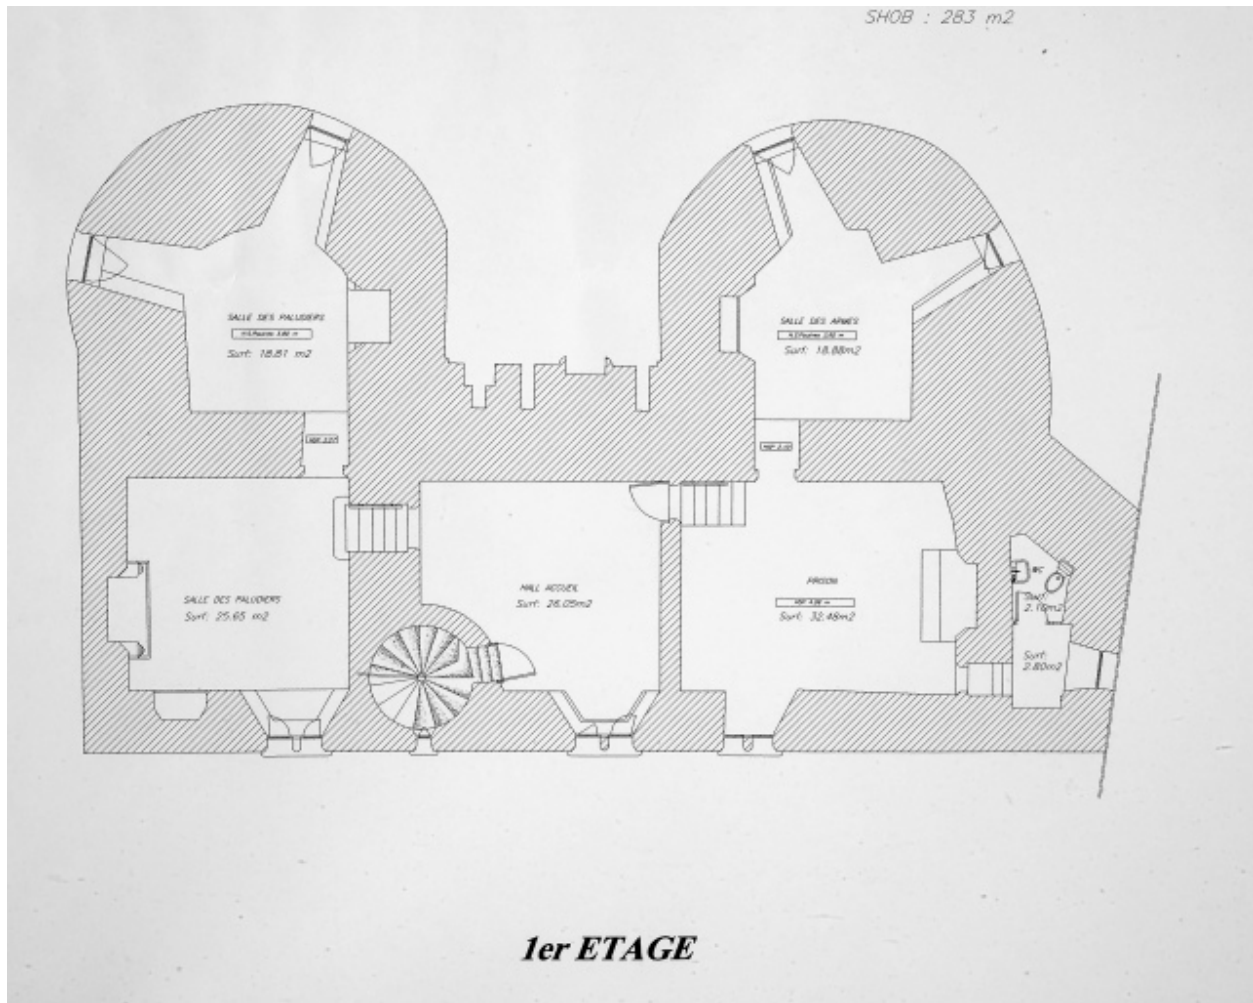 SHOB : 283 m2
SALLE DES PALUDIERS
Surf: 18.81 m2
SALLE DES ARMES
Surf: 18.88m2
SALLE DES PALUDIERS
Surf: 25.65 m2
HALL ACCUEIL
Surf: 26.05m2
PRISON
Surf: 32.48m2
WC
Surf:
2.10m2
Surf:
2.80m2
1er ETAGE